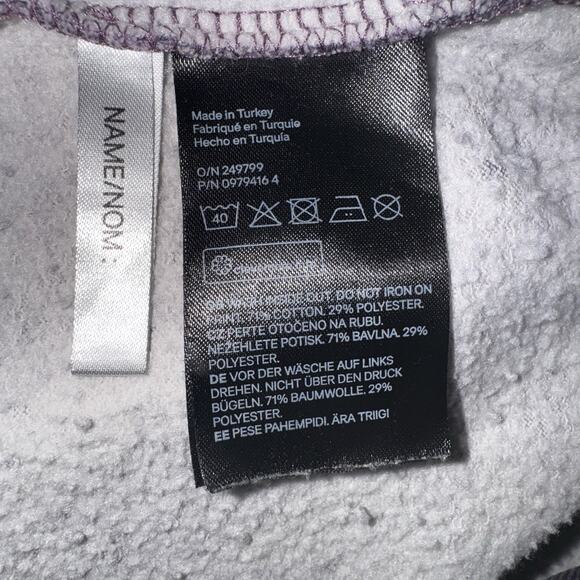 NAME/NOM:
Made in Turkey
Fabriqué en Turquie
Hecho en Turquía
O/N 249799
P/N 0979416 4
40
GB WASH INSIDE OUT. DO NOT IRON ON
PRINT. 71% COTTON. 29% POLYESTER.
CZ PERTE OTOČENO NA RUBU.
NEŽEHLETE POTISK. 71% BAVLNA. 29%
POLYESTER.
DE VOR DER WÄSCHE AUF LINKS
DREHEN. NICHT ÜBER DEN DRUCK
BÜGELN. 71% BAUMWOLLE. 29%
POLYESTER.
EE PESE PAHEMPIDI. ÄRA TRIIGI